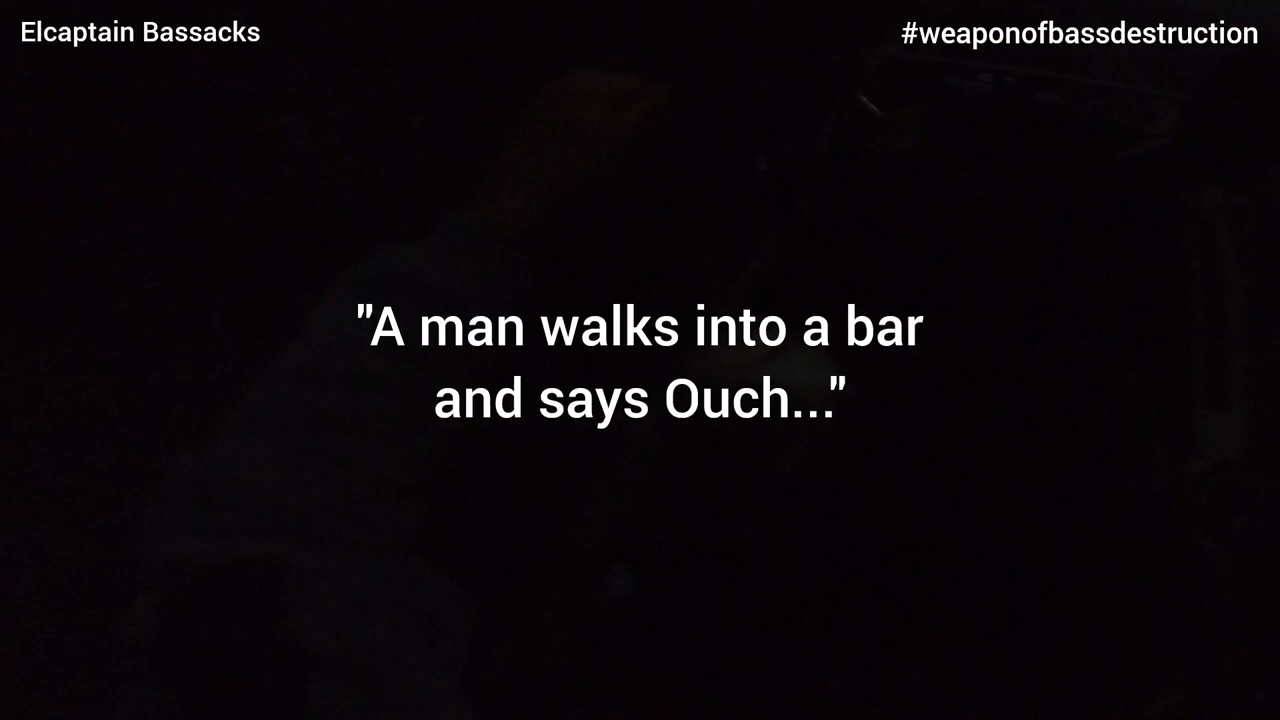 Elcaptain Bassacks
#weaponofbassdestruction
"A man walks into a bar
and says Ouch..."